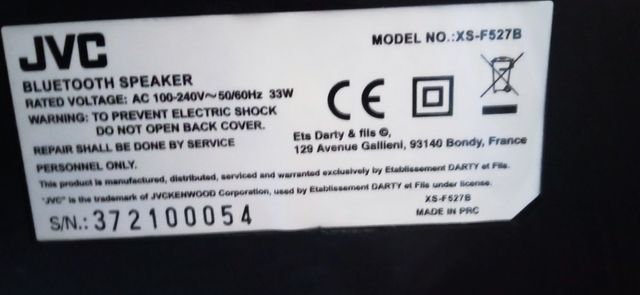 JVC
MODEL NO.:XS-F527B
BLUETOOTH SPEAKER
RATED VOLTAGE: AC 100-240V~50/60Hz 33W
WARNING: TO PREVENT ELECTRIC SHOCK
DO NOT OPEN BACK COVER.
REPAIR SHALL BE DONE BY SERVICE
PERSONNEL ONLY.
CE
Ets Darty & fils ©,
129 Avenue Gallieni, 93140 Bondy, France
This product is manufactured, distributed, serviced and warranted exclusively by Etablissement DARTY et Fils.
"JVC" is the trademark of JVCKENWOOD Corporation, used by Etablissement DARTY et Fils under license.
XS-F527B
MADE IN PRC
S/N.: 372100054